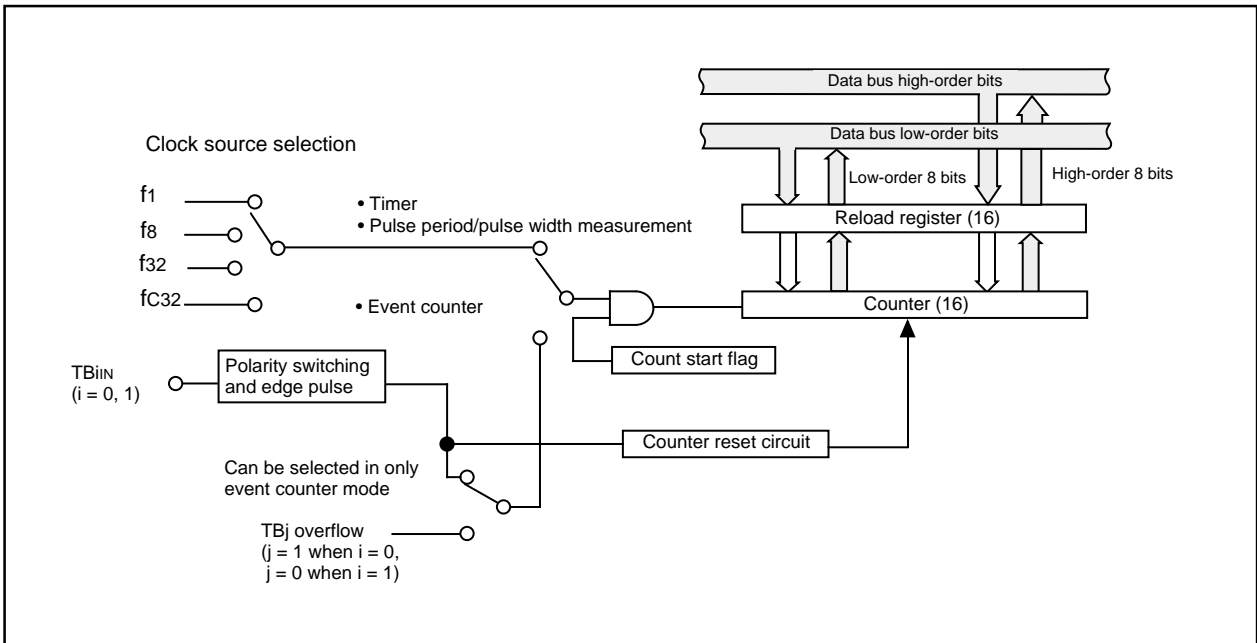 Data bus high-order bits
Data bus low-order bits
Clock source selection
Low-order 8 bits
High-order 8 bits
f1
• Timer
Reload register (16)
• Pulse period/pulse width measurement
f8
f32
fC32
• Event counter
Counter (16)
Count start flag
TBiIN
(i = 0, 1)
Polarity switching
and edge pulse
Counter reset circuit
Can be selected in only
event counter mode
TBj overflow
(j = 1 when i = 0,
j = 0 when i = 1)